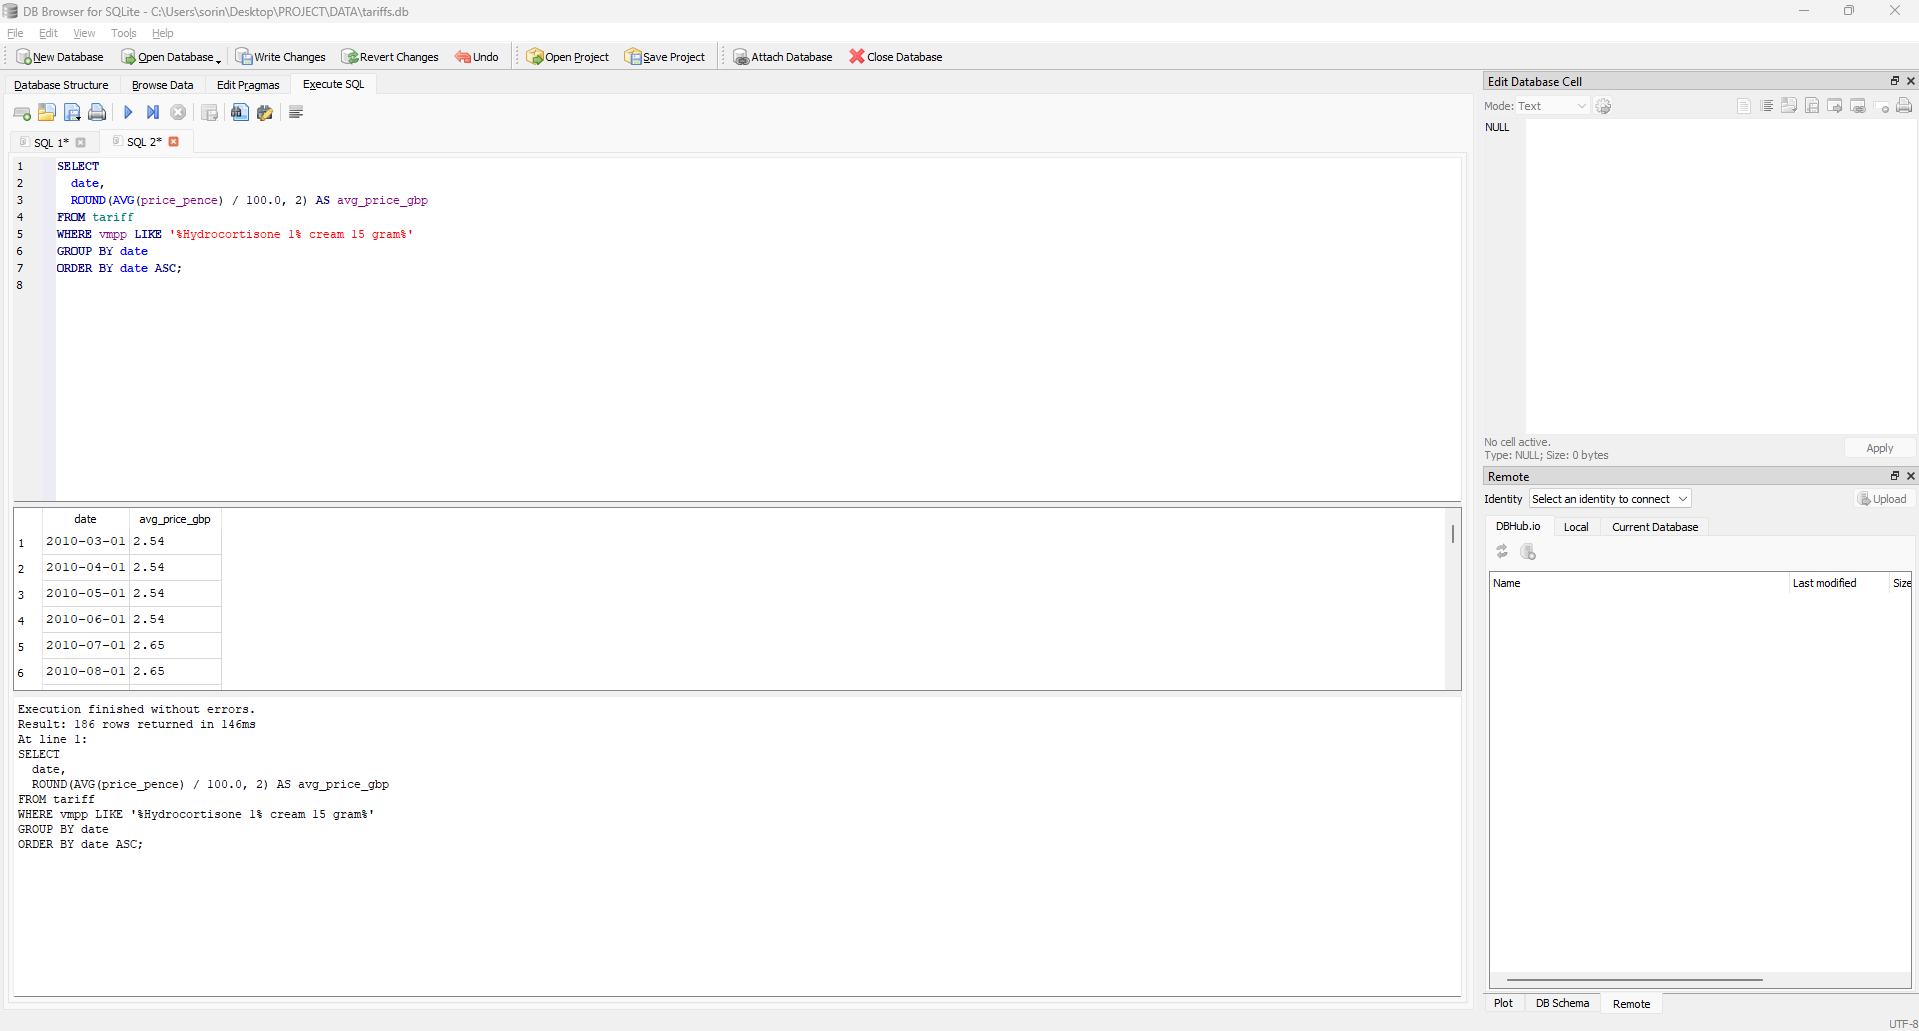 DB Browser for SQLite - C:\Users\sorin\Desktop\PROJECT\DATA\tariffs.db
File Edit View Tools Help
New Database Open Database Write Changes Revert Changes Undo Open Project Save Project Attach Database Close Database
Database Structure Browse Data Edit Pragmas Execute SQL
SQL 1* SQL 2*
1 SELECT
2 date,
3 ROUND(AVG(price_pence) / 100.0, 2) AS avg_price_gbp
4 FROM tariff
5 WHERE vmpp LIKE '%Hydrocortisone 1% cream 15 gram%'
6 GROUP BY date
7 ORDER BY date ASC;
8
date avg_price_gbp
1 2010-03-01 2.54
2 2010-04-01 2.54
3 2010-05-01 2.54
4 2010-06-01 2.54
5 2010-07-01 2.65
6 2010-08-01 2.65
Execution finished without errors.
Result: 186 rows returned in 146ms
At line 1:
SELECT
date,
ROUND(AVG(price_pence) / 100.0, 2) AS avg_price_gbp
FROM tariff
WHERE vmpp LIKE '%Hydrocortisone 1% cream 15 gram%'
GROUP BY date
ORDER BY date ASC;
Edit Database Cell
Mode: Text
NULL
No cell active.
Type: NULL; Size: 0 bytes
Apply
Remote
Identity Select an identity to connect Upload
DBHub.io Local Current Database
Name Last modified Size
Plot DB Schema Remote
UTF-8